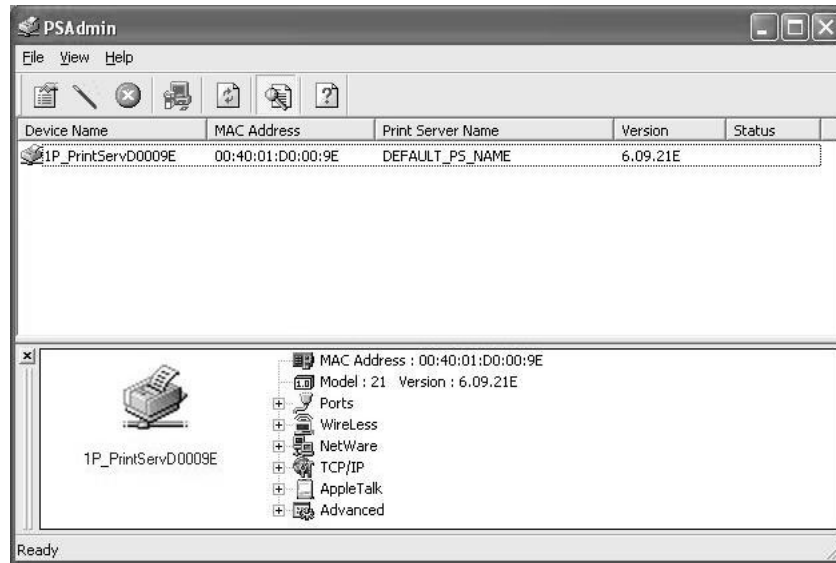 PSAdmin
File View Help
Device Name MAC Address Print Server Name Version Status
1P_PrintServD0009E 00:40:01:D0:00:9E DEFAULT_PS_NAME 6.09.21E
MAC Address : 00:40:01:D0:00:9E
1.0 Model : 21 Version : 6.09.21E
Ports
WireLess
NetWare
1P_PrintServD0009E
TCP/IP
AppleTalk
Advanced
Ready